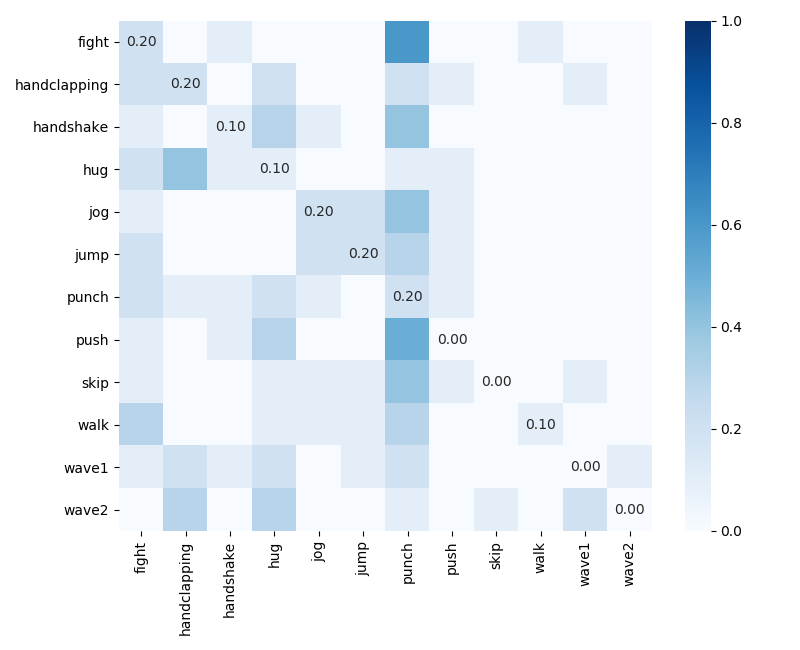 fight 0.20
handclapping 0.20
handshake 0.10
hug 0.10
jog 0.20
jump 0.20
punch 0.20
push 0.00
skip 0.00
walk 0.10
wave1 0.00
wave2 0.00
fight handclapping handshake hug jog jump punch push skip walk wave1 wave2
1.0
0.8
0.6
0.4
0.2
0.0